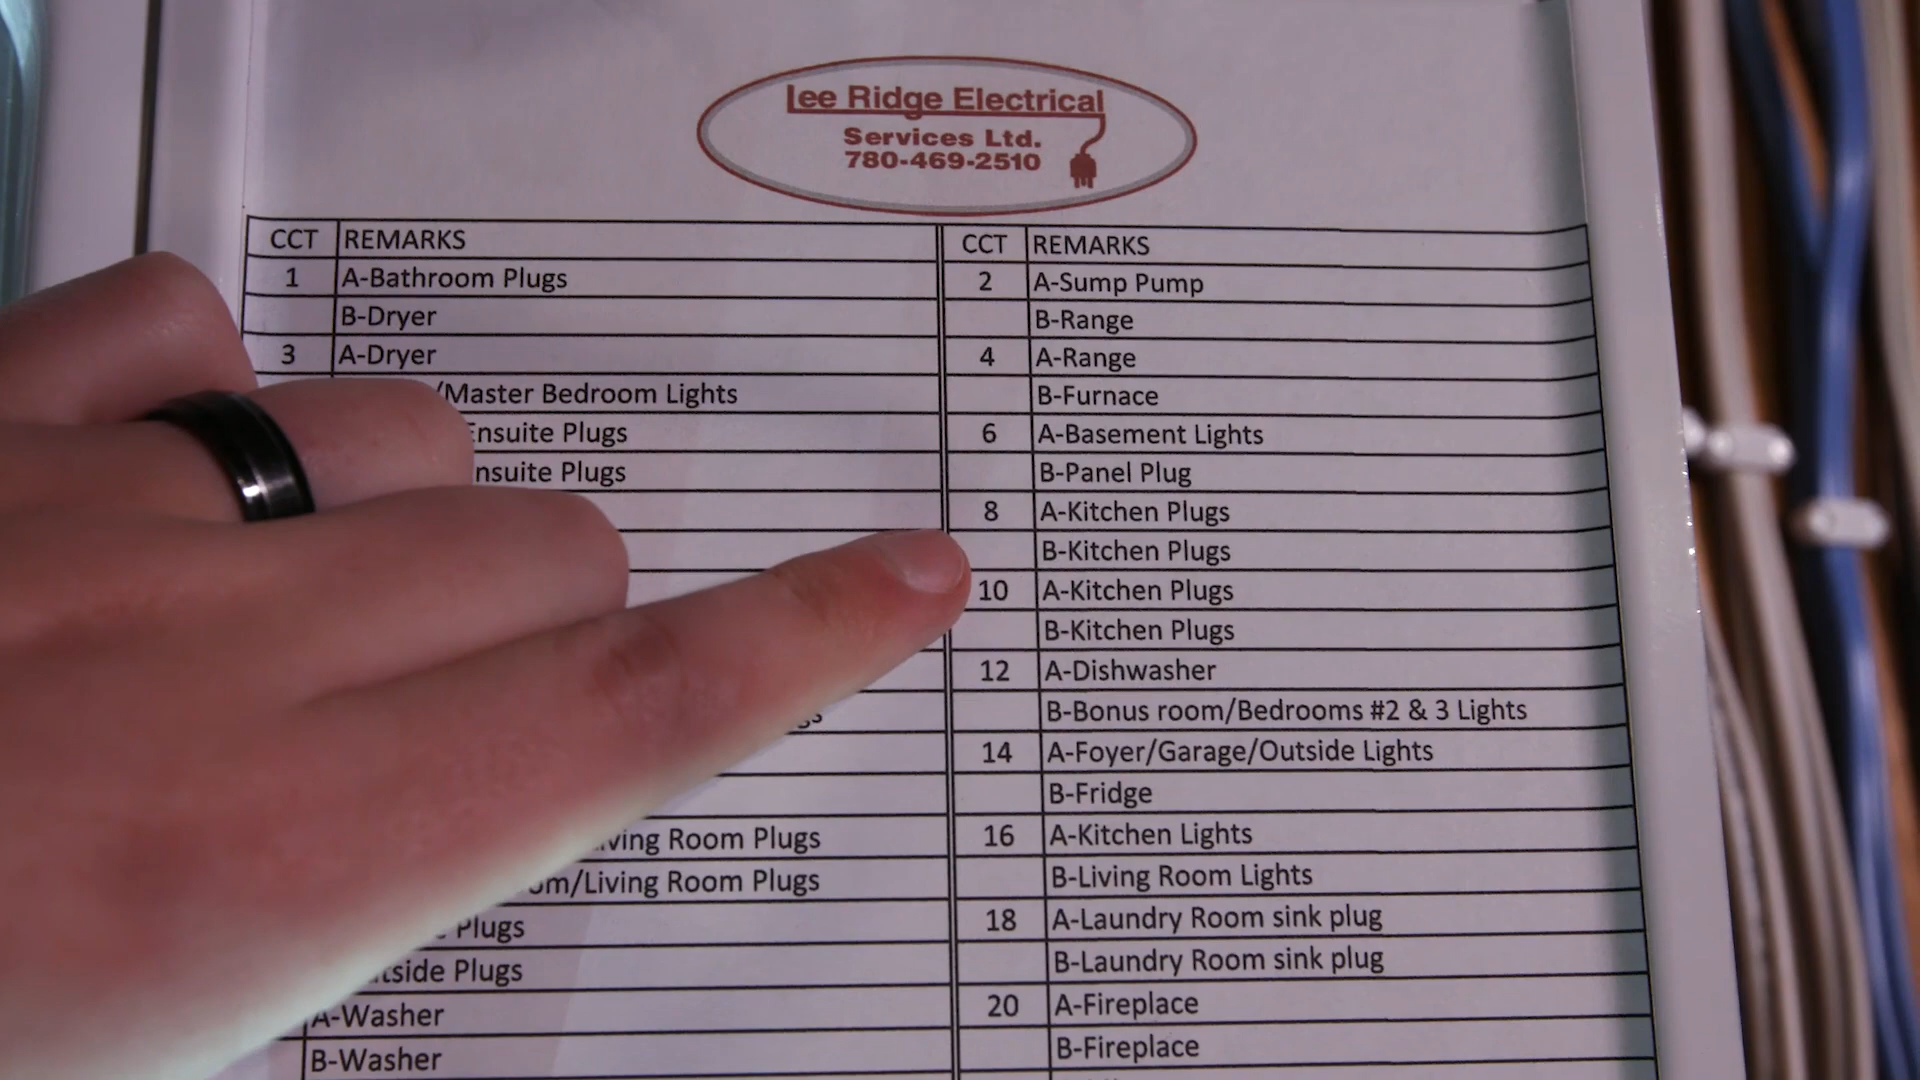 Lee Ridge Electrical
Services Ltd.
780-469-2510
CCT REMARKS
1 A-Bathroom Plugs
B-Dryer
3 A-Dryer
/Master Bedroom Lights
Ensuite Plugs
Plugs
Living Room Plugs
/Living Room Plugs
Plugs
Plugs
A-Washer
B-Washer
CCT REMARKS
2 A-Sump Pump
B-Range
4 A-Range
B-Furnace
6 A-Basement Lights
B-Panel Plug
8 A-Kitchen Plugs
B-Kitchen Plugs
10 A-Kitchen Plugs
B-Kitchen Plugs
12 A-Dishwasher
B-Bonus room/Bedrooms #2 & 3 Lights
14 A-Foyer/Garage/Outside Lights
B-Fridge
16 A-Kitchen Lights
B-Living Room Lights
18 A-Laundry Room sink plug
B-Laundry Room sink plug
20 A-Fireplace
B-Fireplace